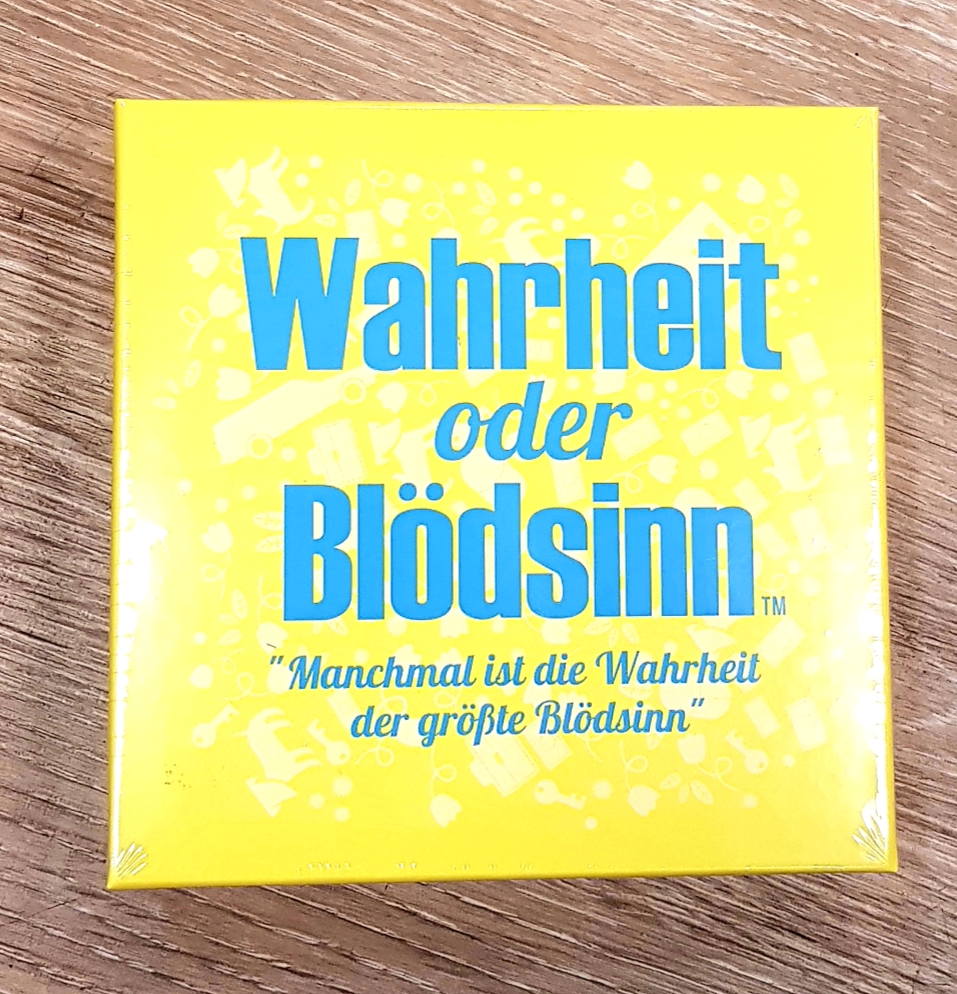 Wahrheit
oder
Blödsinn™
"Manchmal ist die Wahrheit
der größte Blödsinn"